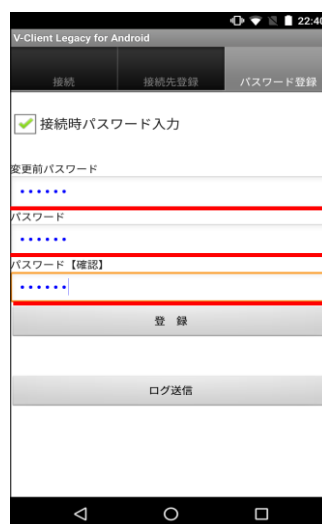 22:40
V-Client Legacy for Android
接続 接続先登録 パスワード登録
接続時パスワード入力
変更前パスワード
••••••
パスワード
••••••
パスワード【確認】
••••••
登 録
ログ送信